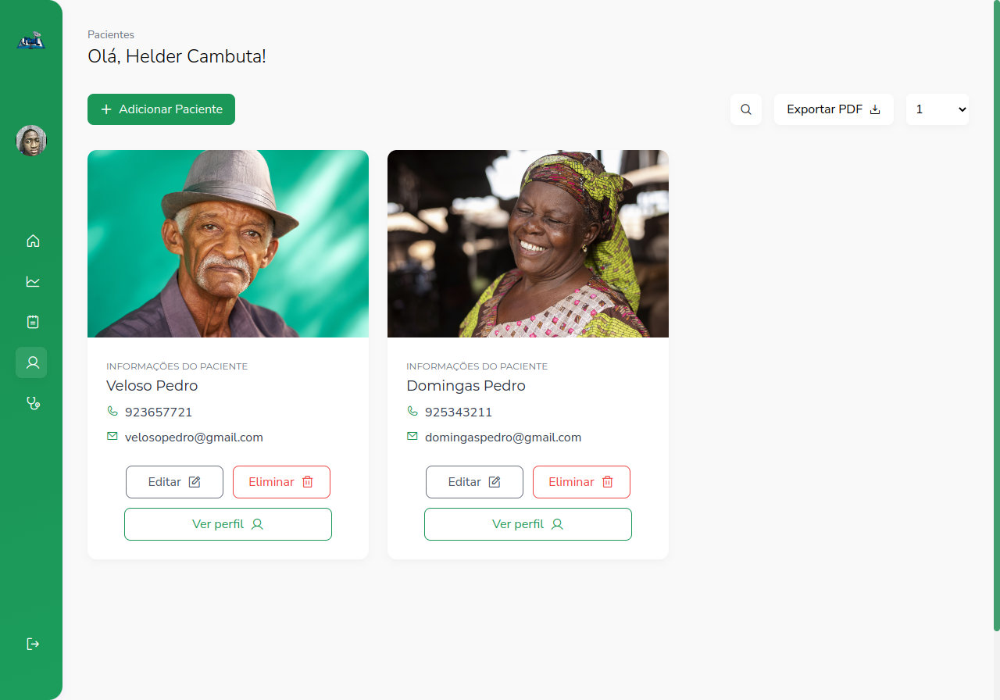 Pacientes
Olá, Helder Cambuta!
Adicionar Paciente
Exportar PDF
1
INFORMAÇÕES DO PACIENTE
Veloso Pedro
923657721
velosopedro@gmail.com
Editar
Eliminar
Ver perfil
INFORMAÇÕES DO PACIENTE
Domingas Pedro
925343211
domingaspedro@gmail.com
Editar
Eliminar
Ver perfil